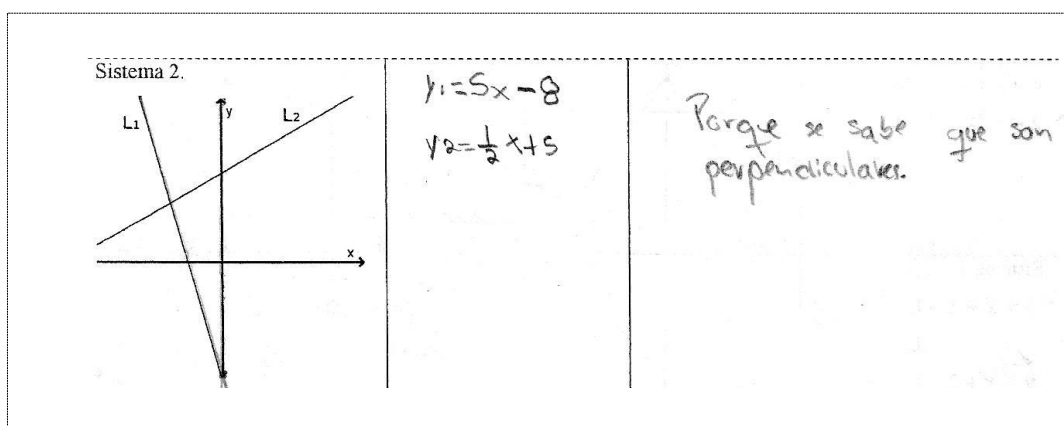 Sistema 2.
L1
y
L2
x
y1=5x-8
y2=½x+5
Porque se sabe que son
perpendiculares.